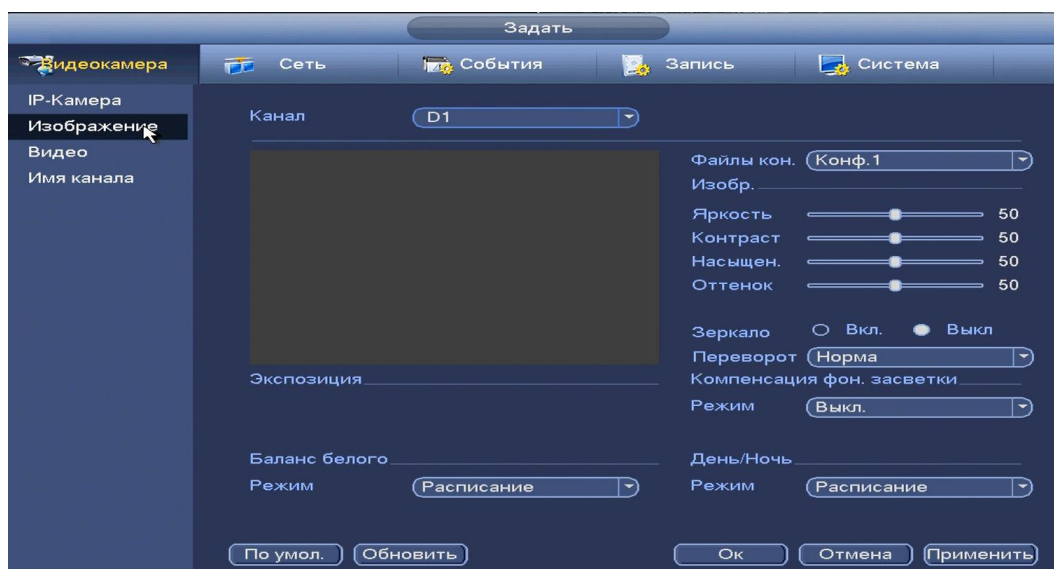 Задать
Видеокамера Сеть События Запись Система
IP-Камера
Изображение
Видео
Имя канала
Канал D1
Файлы кон. Конф.1
Изобр.
Яркость 50
Контраст 50
Насыщен. 50
Оттенок 50
Зеркало Вкл. Выкл
Переворот Норма
Экспозиция
Компенсация фон. засветки
Режим Выкл.
Баланс белого
Режим Расписание
День/Ночь
Режим Расписание
По умол. Обновить Ок Отмена Применить